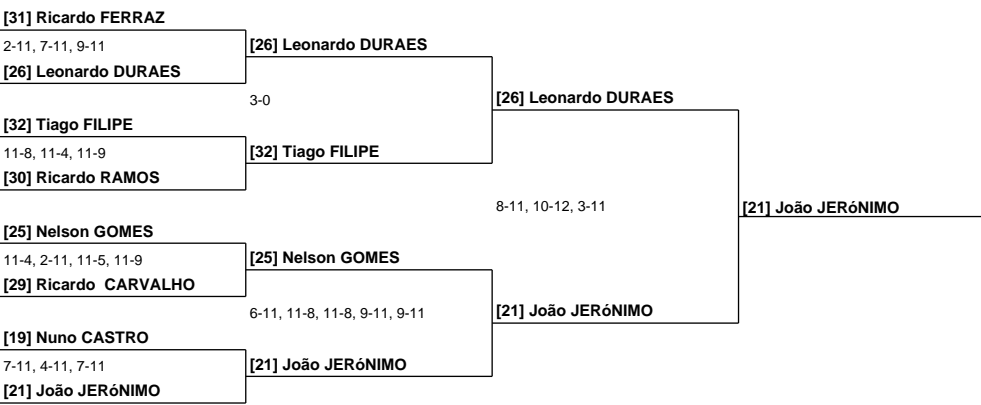 [31] Ricardo FERRAZ
2-11, 7-11, 9-11
[26] Leonardo DURAES
[26] Leonardo DURAES
3-0
[26] Leonardo DURAES
[32] Tiago FILIPE
11-8, 11-4, 11-9
[32] Tiago FILIPE
[30] Ricardo RAMOS
8-11, 10-12, 3-11
[21] João JERóNIMO
[25] Nelson GOMES
11-4, 2-11, 11-5, 11-9
[25] Nelson GOMES
[29] Ricardo  CARVALHO
6-11, 11-8, 11-8, 9-11, 9-11
[21] João JERóNIMO
[19] Nuno CASTRO
7-11, 4-11, 7-11
[21] João JERóNIMO
[21] João JERóNIMO